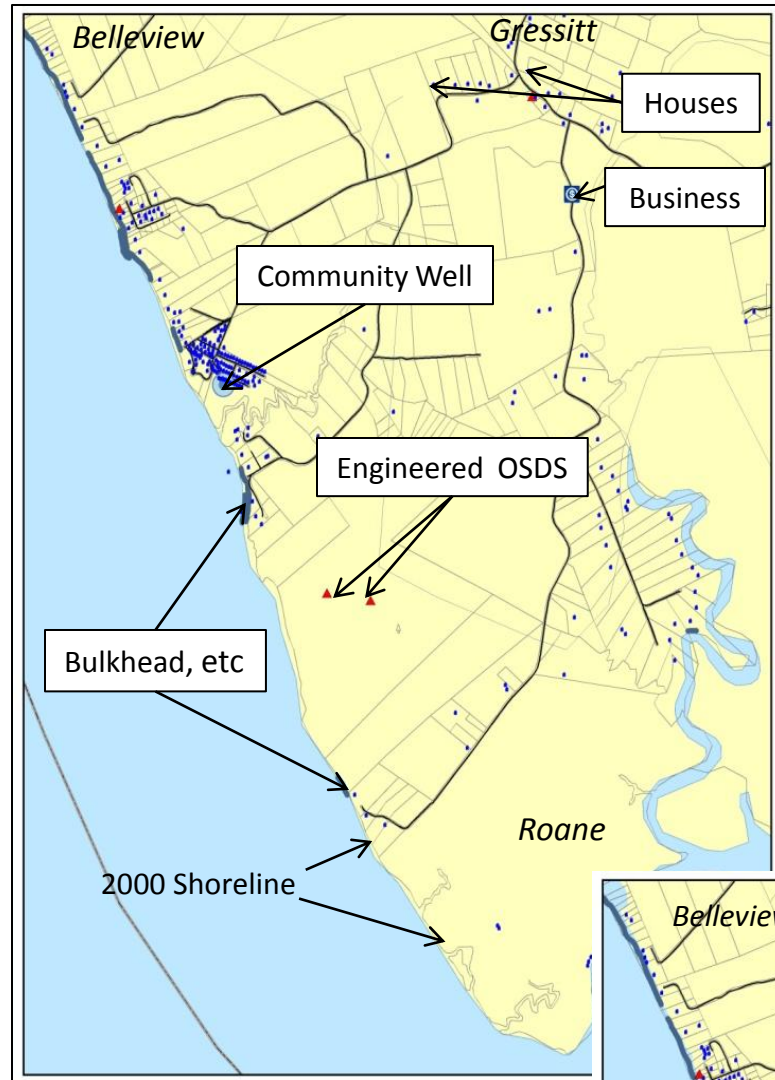 Belleview
Gressitt
Houses
Business
Community Well
Engineered OSDS
Bulkhead, etc
Roane
2000 Shoreline